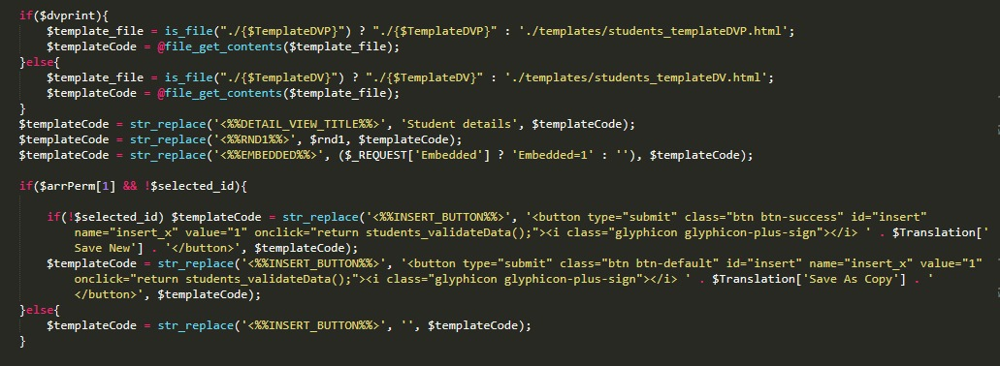 if($dvprint){
$template_file = is_file("./{$TemplateDVP}") ? "./{$TemplateDVP}" : './templates/students_templateDVP.html';
$templateCode = @file_get_contents($template_file);
}else{
$template_file = is_file("./{$TemplateDV}") ? "./{$TemplateDV}" : './templates/students_templateDV.html';
$templateCode = @file_get_contents($template_file);
}
$templateCode = str_replace('<%%DETAIL_VIEW_TITLE%%>', 'Student details', $templateCode);
$templateCode = str_replace('<%%RND1%%>', $rnd1, $templateCode);
$templateCode = str_replace('<%%EMBEDDED%%>', ($_REQUEST['Embedded'] ? 'Embedded=1' : ''), $templateCode);
if($arrPerm[1] && !$selected_id){
if(!$selected_id) $templateCode = str_replace('<%%INSERT_BUTTON%%>', '<button type="submit" class="btn btn-success" id="insert"
name="insert_x" value="1" onclick="return students_validateData();"><i class="glyphicon glyphicon-plus-sign"></i> ' . $Translation['
Save New'] . '</button>', $templateCode);
$templateCode = str_replace('<%%INSERT_BUTTON%%>', '<button type="submit" class="btn btn-default" id="insert" name="insert_x" value="1"
onclick="return students_validateData();"><i class="glyphicon glyphicon-plus-sign"></i> ' . $Translation['Save As Copy'] . '
</button>', $templateCode);
}else{
$templateCode = str_replace('<%%INSERT_BUTTON%%>', '', $templateCode);
}